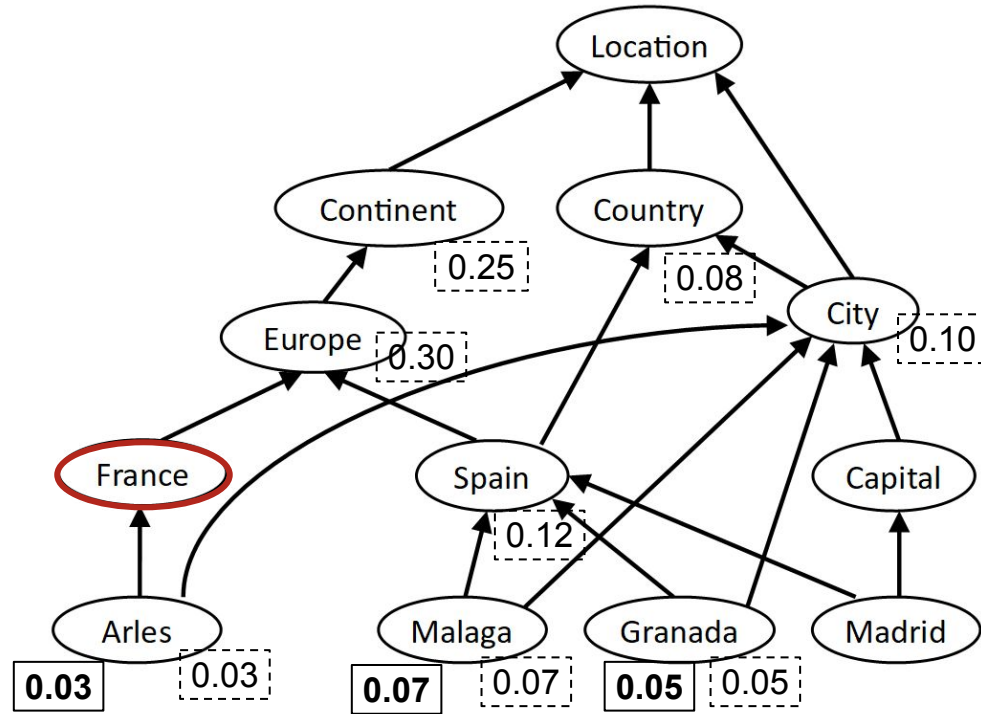 Location
Continent
Country
0.25
0.08
City
0.10
Europe
0.30
France
Spain
Capital
0.12
Arles
Malaga
Granada
Madrid
0.03
0.03
0.07
0.07
0.05
0.05